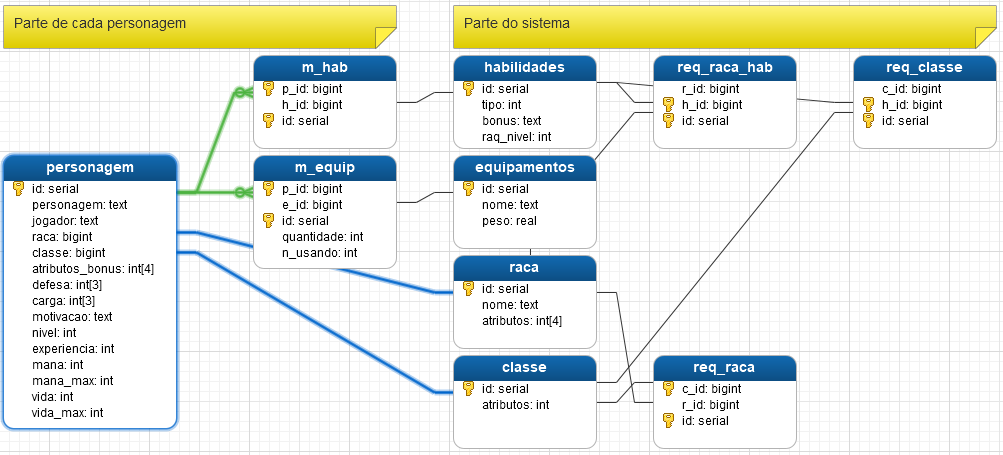 Parte de cada personagem
Parte do sistema
m_hab
p_id: bigint
h_id: bigint
id: serial
habilidades
id: serial
tipo: int
bonus: text
raq_nivel: int
req_raca_hab
r_id: bigint
h_id: bigint
id: serial
req_classe
c_id: bigint
h_id: bigint
id: serial
personagem
id: serial
personagem: text
jogador: text
raca: bigint
classe: bigint
atributos_bonus: int[4]
defesa: int[3]
carga: int[3]
motivacao: text
nivel: int
experiencia: int
mana: int
mana_max: int
vida: int
vida_max: int
m_equip
p_id: bigint
e_id: bigint
id: serial
quantidade: int
n_usando: int
equipamentos
id: serial
nome: text
peso: real
raca
id: serial
nome: text
atributos: int[4]
classe
id: serial
atributos: int
req_raca
c_id: bigint
r_id: bigint
id: serial